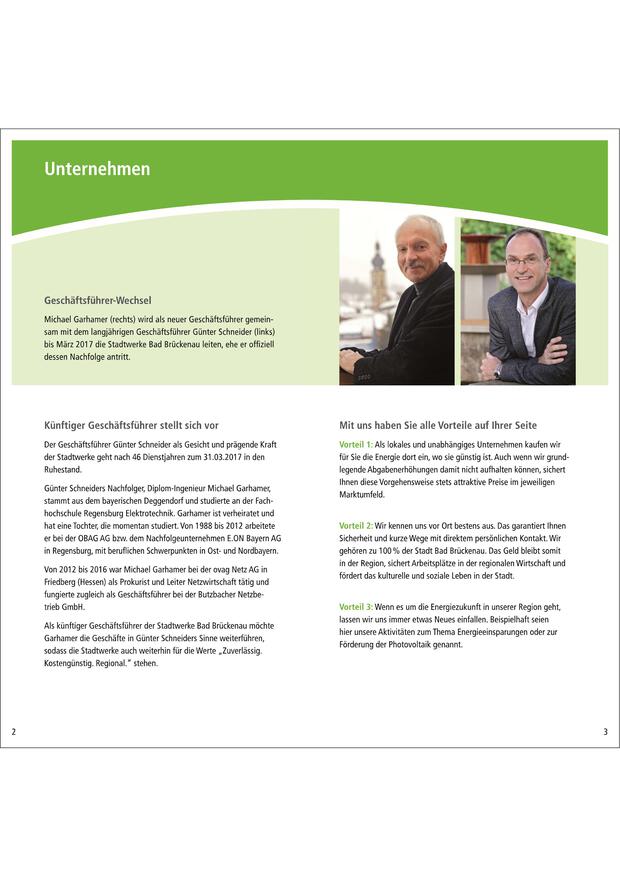 Unternehmen
Geschäftsführer-Wechsel
Michael Garhamer (rechts) wird als neuer Geschäftsführer gemein-
sam mit dem langjährigen Geschäftsführer Günter Schneider (links)
bis März 2017 die Stadtwerke Bad Brückenau leiten, ehe er offiziell
dessen Nachfolge antritt.
Künftiger Geschäftsführer stellt sich vor
Der Geschäftsführer Günter Schneider als Gesicht und prägende Kraft
der Stadtwerke geht nach 46 Dienstjahren zum 31.03.2017 in den
Ruhestand.
Günter Schneiders Nachfolger, Diplom-Ingenieur Michael Garhamer,
stammt aus dem bayerischen Deggendorf und studierte an der Fach-
hochschule Regensburg Elektrotechnik. Garhamer ist verheiratet und
hat eine Tochter, die momentan studiert. Von 1988 bis 2012 arbeitete
er bei der OBAG AG bzw. dem Nachfolgeunternehmen E.ON Bayern AG
in Regensburg, mit beruflichen Schwerpunkten in Ost- und Nordbayern.
Von 2012 bis 2016 war Michael Garhamer bei der ovag Netz AG in
Friedberg (Hessen) als Prokurist und Leiter Netzwirtschaft tätig und
fungierte zugleich als Geschäftsführer bei der Butzbacher Netzbe-
trieb GmbH.
Als künftiger Geschäftsführer der Stadtwerke Bad Brückenau möchte
Garhamer die Geschäfte in Günter Schneiders Sinne weiterführen,
sodass die Stadtwerke auch weiterhin für die Werte „Zuverlässig.
Kostengünstig. Regional.“ stehen.
Mit uns haben Sie alle Vorteile auf Ihrer Seite
Vorteil 1: Als lokales und unabhängiges Unternehmen kaufen wir
für Sie die Energie dort ein, wo sie günstig ist. Auch wenn wir grund-
legende Abgabenerhöhungen damit nicht aufhalten können, sichert
Ihnen diese Vorgehensweise stets attraktive Preise im jeweiligen
Marktumfeld.
Vorteil 2: Wir kennen uns vor Ort bestens aus. Das garantiert Ihnen
Sicherheit und kurze Wege mit direktem persönlichen Kontakt. Wir
gehören zu 100 % der Stadt Bad Brückenau. Das Geld bleibt somit
in der Region, sichert Arbeitsplätze in der regionalen Wirtschaft und
fördert das kulturelle und soziale Leben in der Stadt.
Vorteil 3: Wenn es um die Energiezukunft in unserer Region geht,
lassen wir uns immer etwas Neues einfallen. Beispielhaft seien
hier unsere Aktivitäten zum Thema Energieeinsparungen oder zur
Förderung der Photovoltaik genannt.
2
3